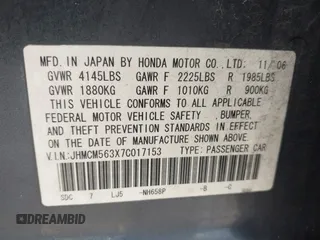 MFD. IN JAPAN BY HONDA MOTOR CO.,LTD. 11/06
GVWR 4145LBS GAWR F 2225LBS R 1985LBS
GVWR 1880KG GAWR F 1010KG R 900KG
THIS VEHICLE CONFORMS TO ALL APPLICABLE
FEDERAL MOTOR VEHICLE SAFETY ,BUMPER,
AND THEFT PREVENTION STANDARDS IN EFFECT
ON THE DATE OF MANUFACTURE SHOWN ABOVE.
V.I.N:JHMCM563X7C017153 TYPE: PASSENGER CAR
SDC 7 LJ5 -NH658P -B -C
© AUTOBIDMASTER